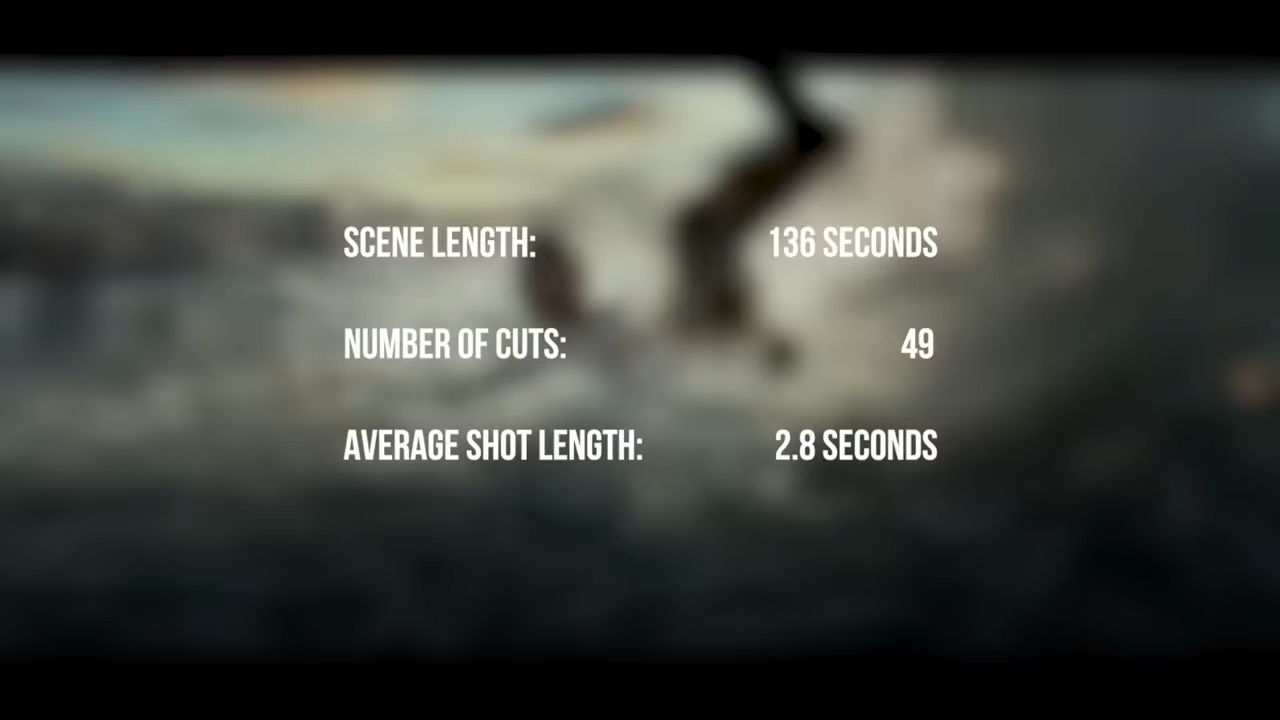 SCENE LENGTH: 136 SECONDS
NUMBER OF CUTS: 49
AVERAGE SHOT LENGTH: 2.8 SECONDS